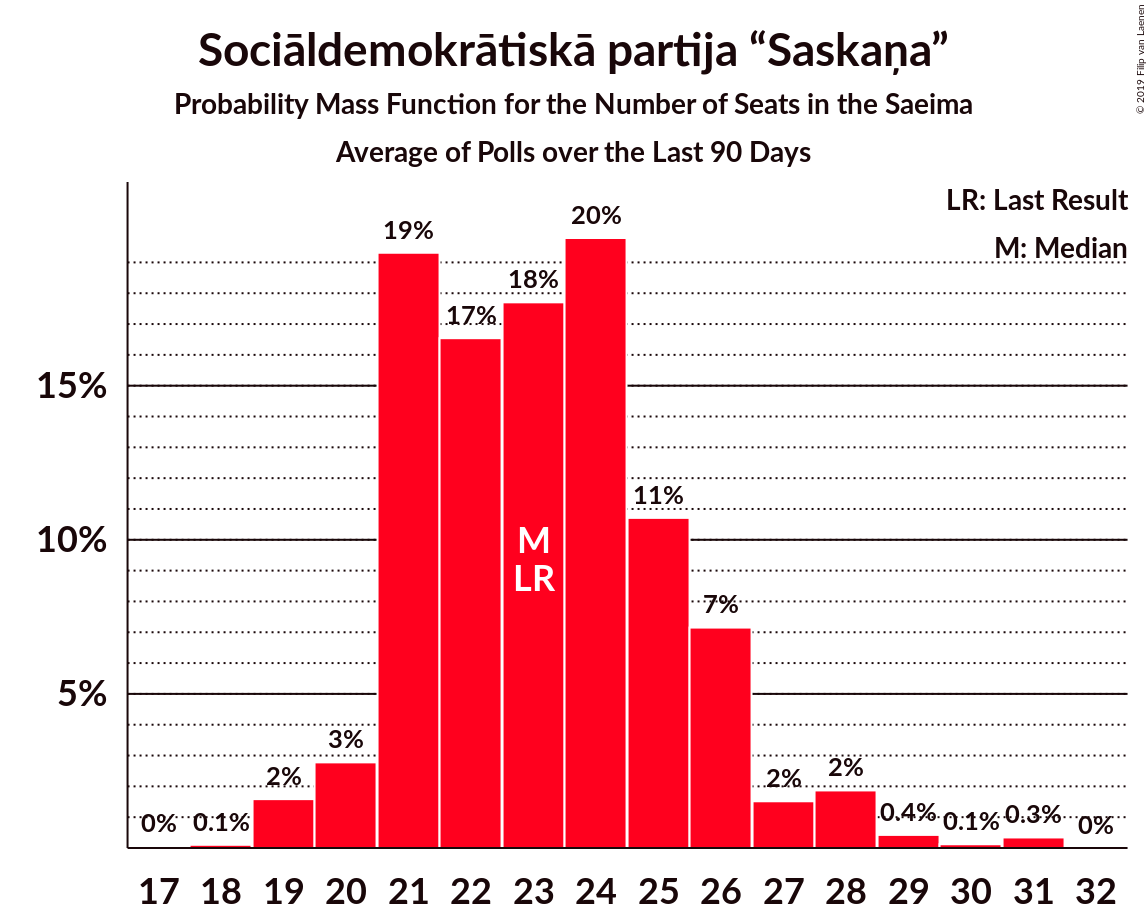 Sociāldemokrātiskā partija “Saskaņa”
Probability Mass Function for the Number of Seats in the Saeima
Average of Polls over the Last 90 Days
© 2019 Filip van Laenen
LR: Last Result
M: Median
15%
10%
5%
0%
0.1%
2%
3%
19%
17%
18%
20%
11%
7%
2%
2%
0.4%
0.1%
0.3%
0%
M
LR
17 18 19 20 21 22 23 24 25 26 27 28 29 30 31 32